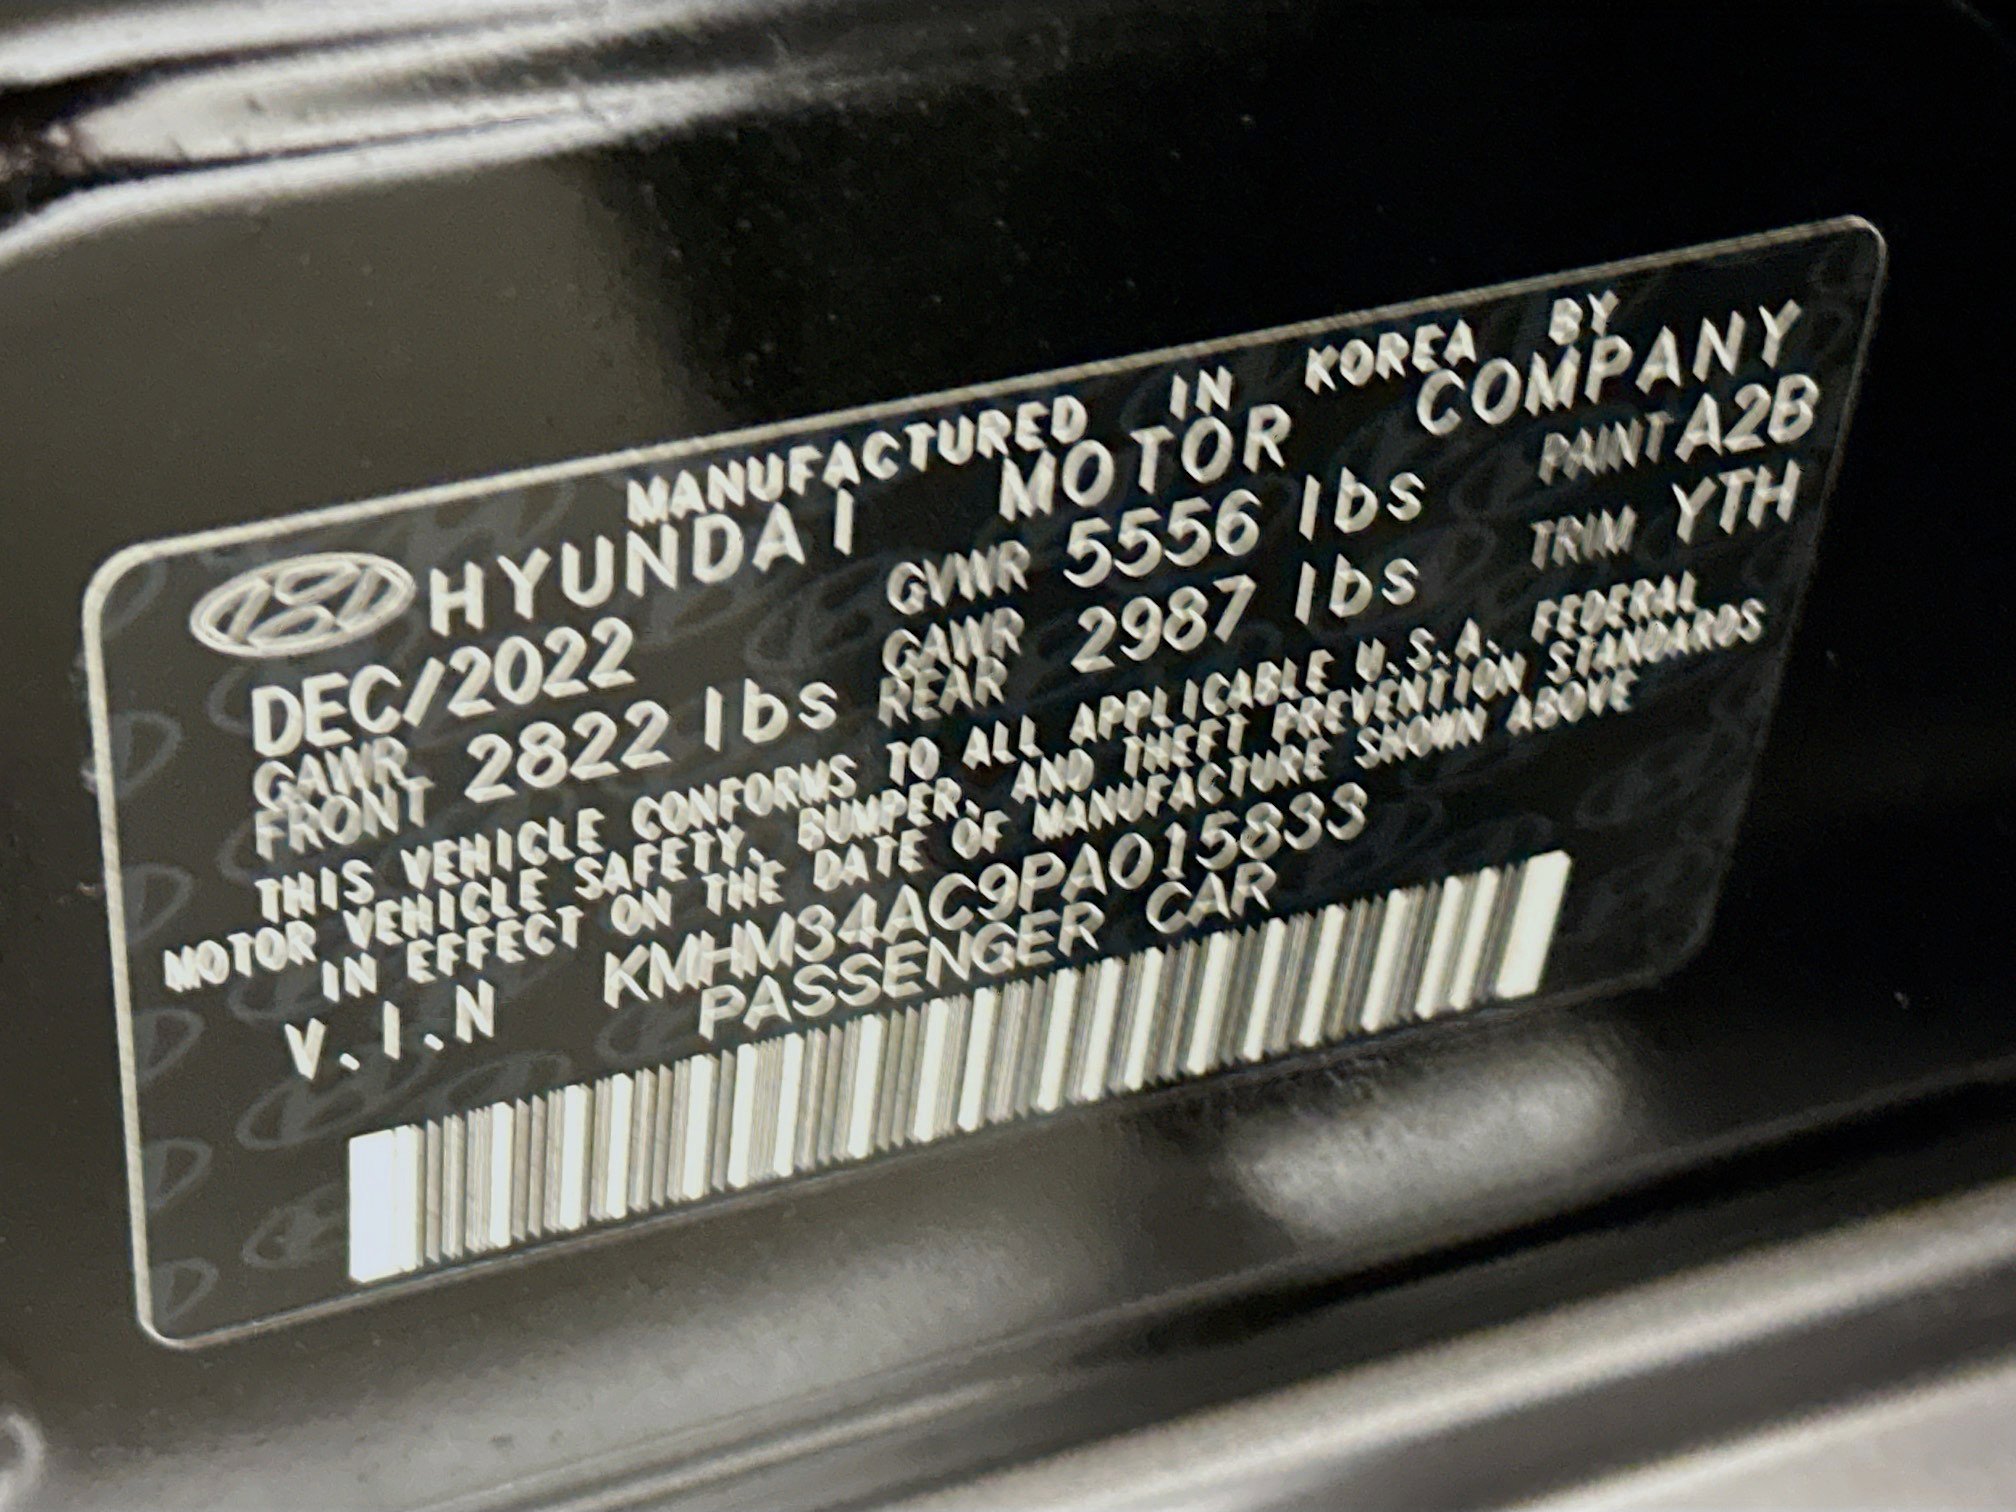 MANUFACTURED IN KOREA BY
HYUNDAI MOTOR COMPANY
DEC/2022 GVWR 5556 lbs PAINT A2B
GAWR FRONT 2822 lbs GAWR REAR 2987 lbs TRIM YTH
THIS VEHICLE CONFORMS TO ALL APPLICABLE U.S.A. FEDERAL
MOTOR VEHICLE SAFETY, BUMPER, AND THEFT PREVENTION STANDARDS
IN EFFECT ON THE DATE OF MANUFACTURE SHOWN ABOVE
V.I.N KMHM34AC9PA015833
PASSENGER CAR